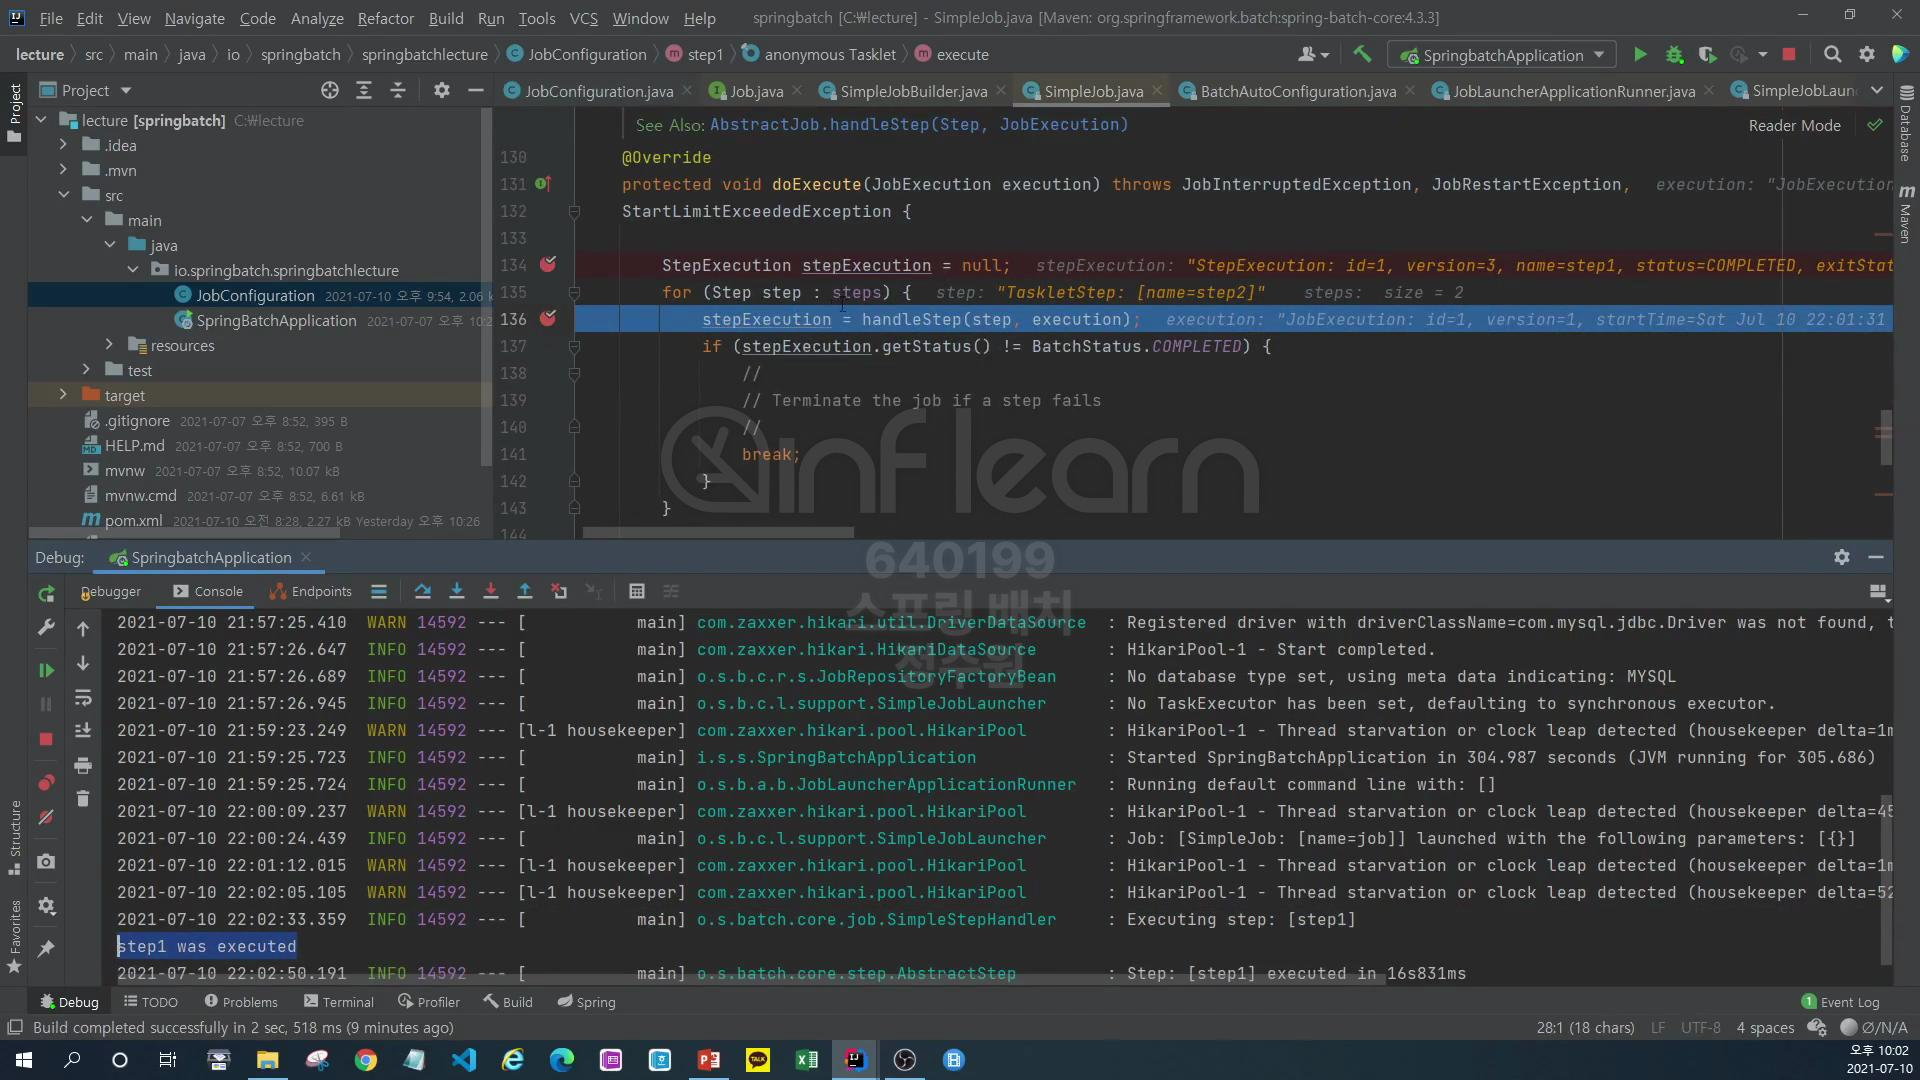 File Edit View Navigate Code Analyze Refactor Build Run Tools VCS Window Help springbatch [C:₩lecture] - SimpleJob.java [Maven: org.springframework.batch:spring-batch-core:4.3.3]
lecture src main java io springbatch springbatchlecture JobConfiguration step1 anonymous Tasklet execute SpringbatchApplication
Project
JobConfiguration.java Job.java SimpleJobBuilder.java SimpleJob.java BatchAutoConfiguration.java JobLauncherApplicationRunner.java SimpleJobLaun
Project
Database
Maven
lecture [springbatch] C:₩lecture
.idea
.mvn
src
main
java
io.springbatch.springbatchlecture
JobConfiguration 2021-07-10 오후 9:54, 2.06 k
SpringBatchApplication 2021-07-10 오후 10:2
resources
test
target
.gitignore 2021-07-07 오후 8:52, 395 B
HELP.md 2021-07-07 오후 8:52, 700 B
mvnw 2021-07-07 오후 8:52, 10.07 kB
mvnw.cmd 2021-07-07 오후 8:52, 6.61 kB
pom.xml 2021-07-10 오전 8:28, 2.27 kB Yesterday 오후 10:26
See Also: AbstractJob.handleStep(Step, JobExecution)
Reader Mode
130 @Override
131 protected void doExecute(JobExecution execution) throws JobInterruptedException, JobRestartException, execution: "JobExecution
132 StartLimitExceededException {
133
134 StepExecution stepExecution = null; stepExecution: "StepExecution: id=1, version=3, name=step1, status=COMPLETED, exitStat
135 for (Step step : steps) { step: "TaskletStep: [name=step2]" steps: size = 2
136 stepExecution = handleStep(step, execution); execution: "JobExecution: id=1, version=1, startTime=Sat Jul 10 22:01:31
137 if (stepExecution.getStatus() != BatchStatus.COMPLETED) {
138 //
139 // Terminate the job if a step fails
140 //
141 break;
142 }
143 }
144
inflearn
640199
스프링 배치
정수원
Debug: SpringbatchApplication
Debugger Console Endpoints
2021-07-10 21:57:25.410 WARN 14592 --- [ main] com.zaxxer.hikari.util.DriverDataSource : Registered driver with driverClassName=com.mysql.jdbc.Driver was not found, t
2021-07-10 21:57:26.647 INFO 14592 --- [ main] com.zaxxer.hikari.HikariDataSource : HikariPool-1 - Start completed.
2021-07-10 21:57:26.689 INFO 14592 --- [ main] o.s.b.c.r.s.JobRepositoryFactoryBean : No database type set, using meta data indicating: MYSQL
2021-07-10 21:57:26.945 INFO 14592 --- [ main] o.s.b.c.l.support.SimpleJobLauncher : No TaskExecutor has been set, defaulting to synchronous executor.
2021-07-10 21:59:23.249 WARN 14592 --- [l-1 housekeeper] com.zaxxer.hikari.pool.HikariPool : HikariPool-1 - Thread starvation or clock leap detected (housekeeper delta=1m
2021-07-10 21:59:25.723 INFO 14592 --- [ main] i.s.s.SpringBatchApplication : Started SpringBatchApplication in 304.987 seconds (JVM running for 305.686)
2021-07-10 21:59:25.724 INFO 14592 --- [ main] o.s.b.a.b.JobLauncherApplicationRunner : Running default command line with: []
2021-07-10 22:00:09.237 WARN 14592 --- [l-1 housekeeper] com.zaxxer.hikari.pool.HikariPool : HikariPool-1 - Thread starvation or clock leap detected (housekeeper delta=45
2021-07-10 22:00:24.439 INFO 14592 --- [ main] o.s.b.c.l.support.SimpleJobLauncher : Job: [SimpleJob: [name=job]] launched with the following parameters: [{}]
2021-07-10 22:01:12.015 WARN 14592 --- [l-1 housekeeper] com.zaxxer.hikari.pool.HikariPool : HikariPool-1 - Thread starvation or clock leap detected (housekeeper delta=1m
2021-07-10 22:02:05.105 WARN 14592 --- [l-1 housekeeper] com.zaxxer.hikari.pool.HikariPool : HikariPool-1 - Thread starvation or clock leap detected (housekeeper delta=52
2021-07-10 22:02:33.359 INFO 14592 --- [ main] o.s.batch.core.job.SimpleStepHandler : Executing step: [step1]
step1 was executed
2021-07-10 22:02:50.191 INFO 14592 --- [ main] o.s.batch.core.step.AbstractStep : Step: [step1] executed in 16s831ms
Structure
Favorites
Debug TODO Problems Terminal Profiler Build Spring 1 Event Log
Build completed successfully in 2 sec, 518 ms (9 minutes ago) 28:1 (18 chars) LF UTF-8 4 spaces Ø/N/A
TALK
오후 10:02
2021-07-10